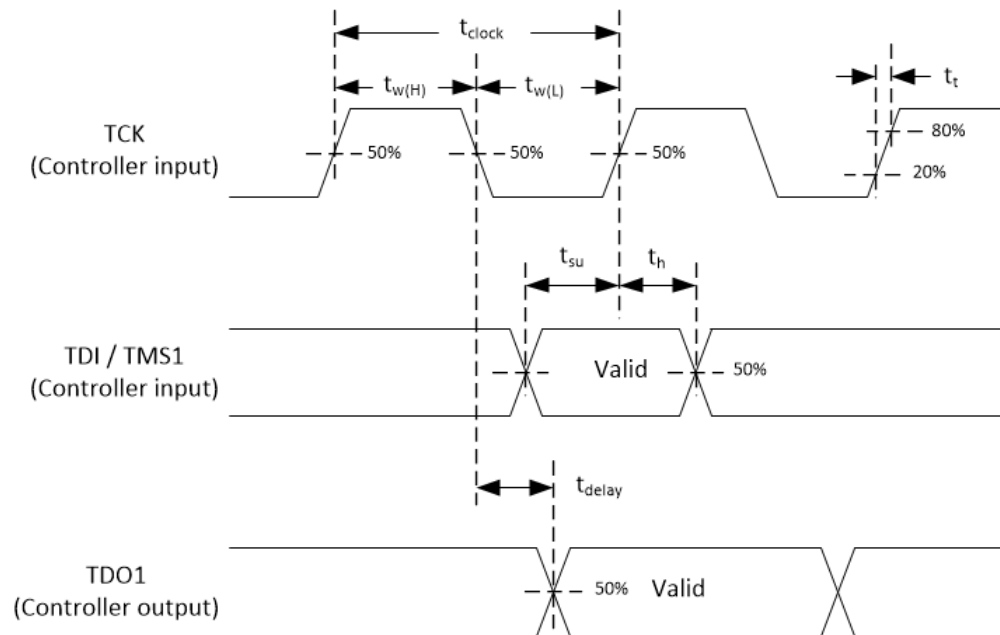 t_clock
t_w(H) t_w(L) t_t
TCK
(Controller input)
50% 50% 50% 80%
20%
t_su t_h
TDI / TMS1
(Controller input)
Valid 50%
t_delay
TDO1
(Controller output)
50% Valid